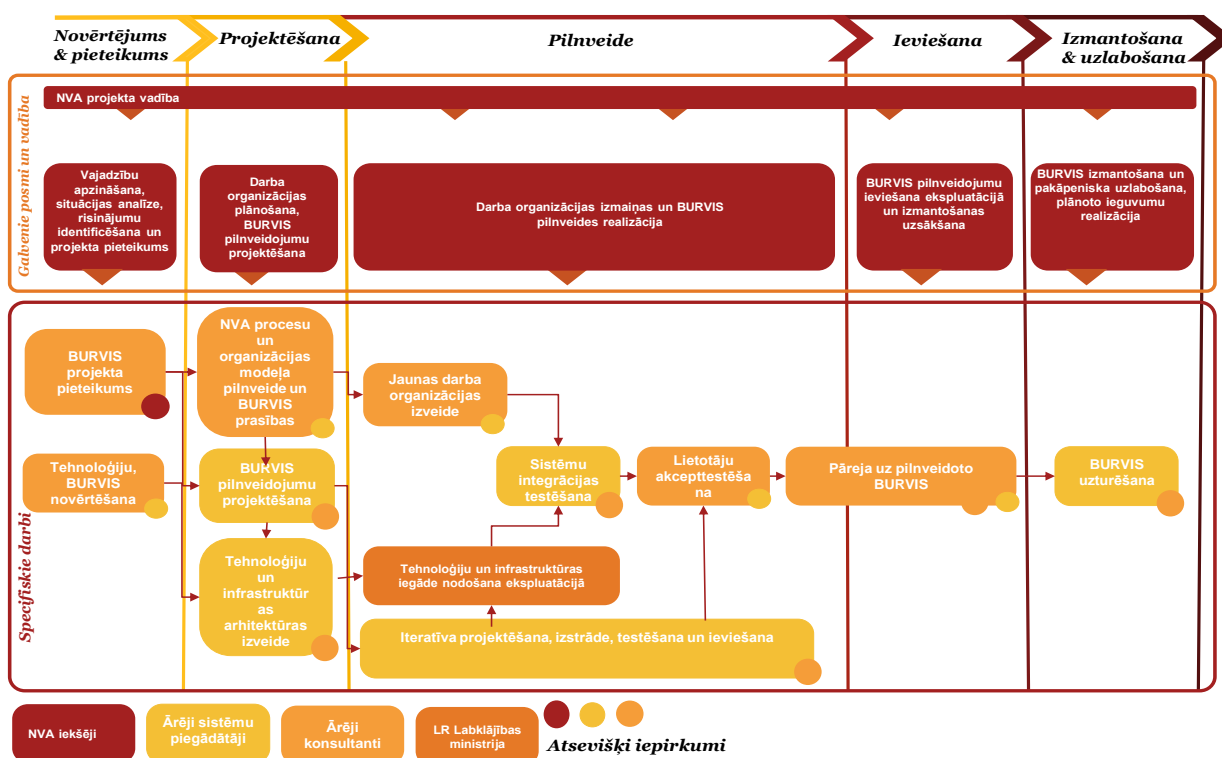 Novērtējums
& pieteikums
Projektēšana
Pilnveide
Ieviešana
Izmantošana
& uzlabošana
Galvenie posmi un vadība
NVA projekta vadība
Vajadzību
apzināšana,
situācijas analīze,
risinājumu
identificēšana un
projekta pieteikums
Darba
organizācijas
plānošana,
BURVIS
pilnveidojumu
projektēšana
Darba organizācijas izmaiņas un BURVIS
pilnveides realizācija
BURVIS pilnveidojumu
ieviešana ekspluatācijā
un izmantošanas
uzsākšana
BURVIS izmantošana un
pakāpeniska uzlabošana,
plānoto ieguvumu
realizācija
Specifiskie darbi
BURVIS
projekta
pieteikums
NVA procesu
un
organizācijas
modeļa
pilnveide un
BURVIS
prasības
Jaunas darba
organizācijas
izveide
Tehnoloģiju,
BURVIS
novērtēšana
BURVIS
pilnveidojumu
projektēšana
Sistēmu
integrācijas
testēšana
Lietotāju
akcepttestēša
na
Pāreja uz pilnveidoto
BURVIS
BURVIS
uzturēšana
Tehnoloģiju
un
infrastruktūr
as
arhitektūras
izveide
Tehnoloģiju un infrastruktūras
iegāde nodošana ekspluatācijā
Iteratīva projektēšana, izstrāde, testēšana un ieviešana
NVA iekšēji
Ārēji sistēmu
piegādātāji
Ārēji
konsultanti
LR Labklājības
ministrija
Atsevišķi iepirkumi